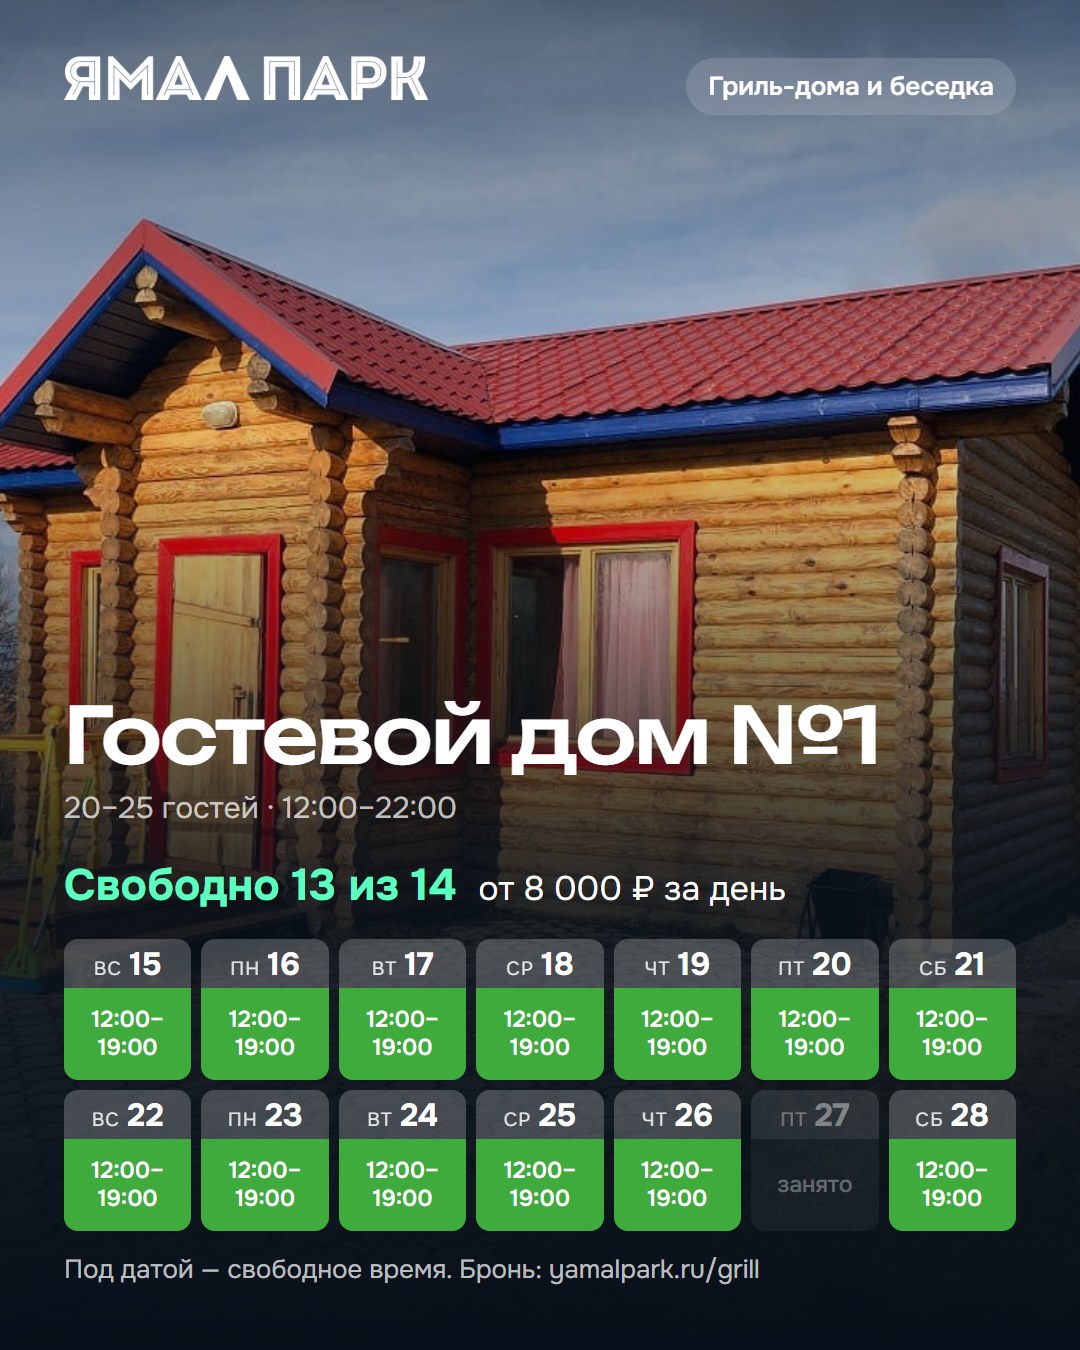 ЯМАЛ ПАРК
Гриль-дома и беседка
Гостевой дом №1
20–25 гостей · 12:00–22:00
Свободно 13 из 14 от 8 000 ₽ за день
ВС 15 ПН 16 ВТ 17 СР 18 ЧТ 19 ПТ 20 СБ 21
12:00– 12:00– 12:00– 12:00– 12:00– 12:00– 12:00–
19:00 19:00 19:00 19:00 19:00 19:00 19:00
ВС 22 ПН 23 ВТ 24 СР 25 ЧТ 26 ПТ 27 СБ 28
12:00– 12:00– 12:00– 12:00– 12:00– занято 12:00–
19:00 19:00 19:00 19:00 19:00 19:00
Под датой — свободное время. Бронь: yamalpark.ru/grill